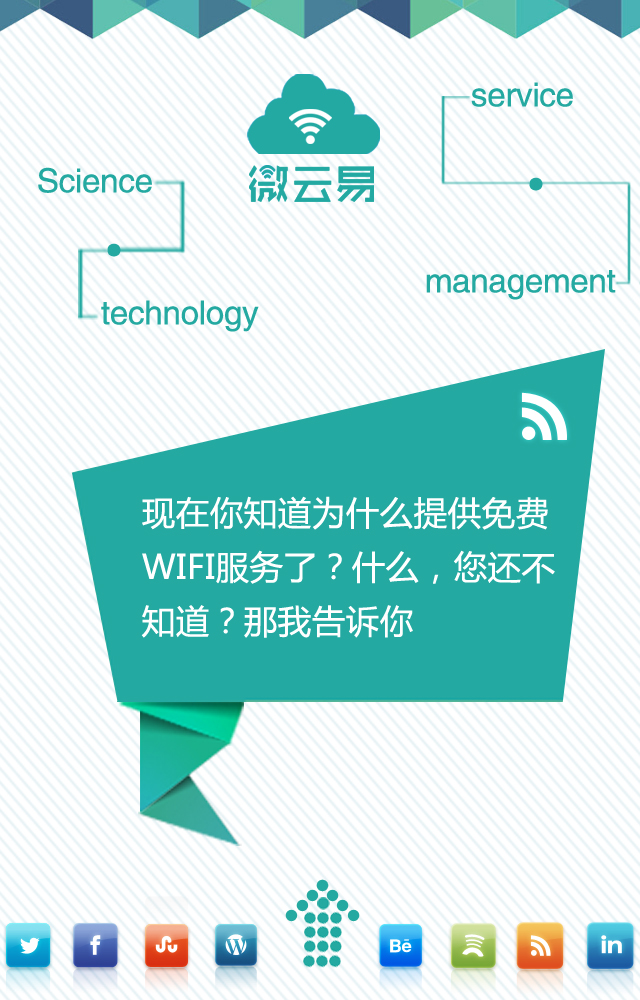 service
微云易
Science
management
technology
现在你知道为什么提供免费
WIFI服务了？什么，您还不
知道？那我告诉你
f
Bē
in